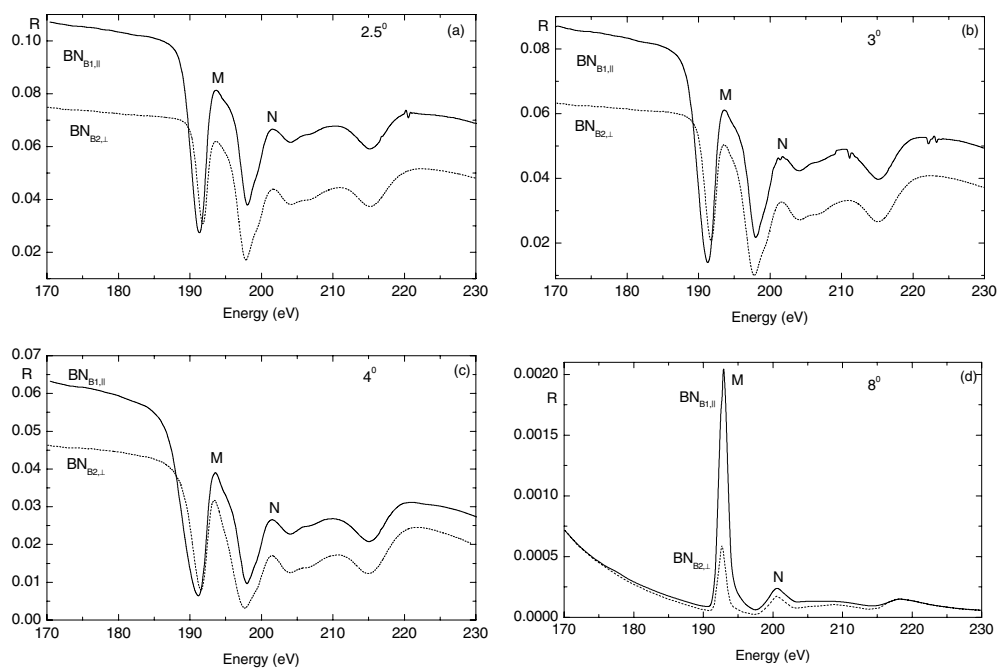 R
2.5⁰
(a)
BN_B1,||
M
N
BN_B2,⊥
0.10
0.08
0.06
0.04
0.02
170 180 190 200 210 220 230
Energy (eV)
R
3⁰
(b)
BN_B1,||
M
N
BN_B2,⊥
0.08
0.06
0.04
0.02
170 180 190 200 210 220 230
Energy (eV)
0.07
R
4⁰
(c)
BN_B1,||
M
N
BN_B2,⊥
0.06
0.05
0.04
0.03
0.02
0.01
0.00
170 180 190 200 210 220 230
Energy (eV)
0.0020
R
8⁰
(d)
M
BN_B1,||
BN_B2,⊥
N
0.0015
0.0010
0.0005
0.0000
170 180 190 200 210 220 230
Energy (eV)